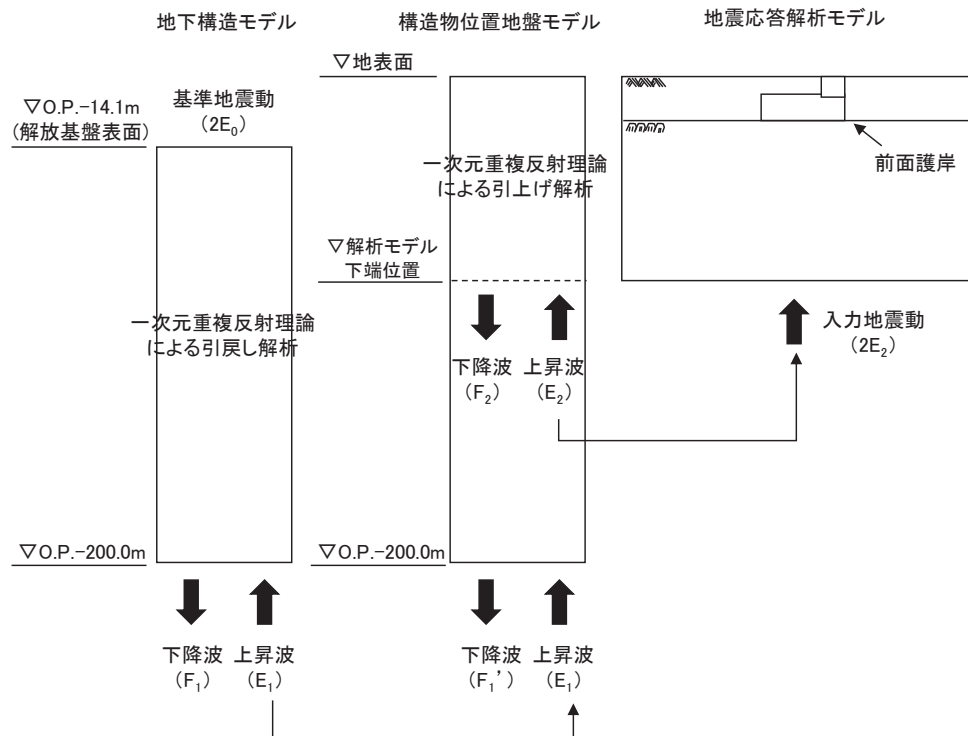 地下構造モデル
▽O.P.-14.1m
(解放基盤表面)
基準地震動
(2E₀)
一次元重複反射理論
による引戻し解析
▽O.P.-200.0m
下降波
(F₁)
上昇波
(E₁)
構造物位置地盤モデル
▽地表面
一次元重複反射理論
による引上げ解析
▽解析モデル
下端位置
下降波
(F₂)
上昇波
(E₂)
▽O.P.-200.0m
下降波
(F₁’)
上昇波
(E₁)
地震応答解析モデル
前面護岸
入力地震動
(2E₂)